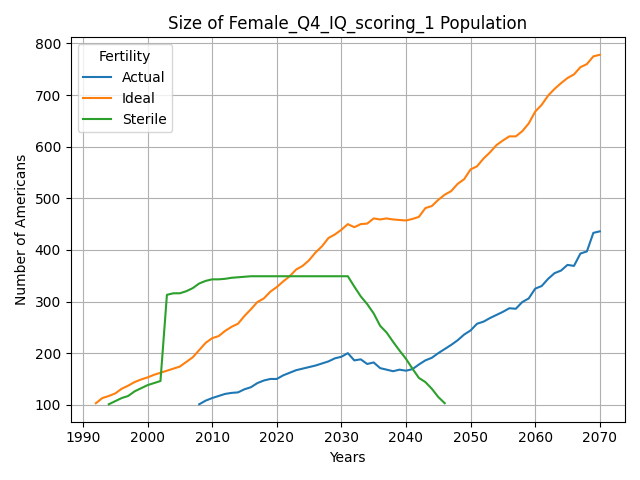 Size of Female_Q4_IQ_scoring_1 Population
Fertility
Actual
Ideal
Sterile
Number of Americans
800
700
600
500
400
300
200
100
1990 2000 2010 2020 2030 2040 2050 2060 2070
Years